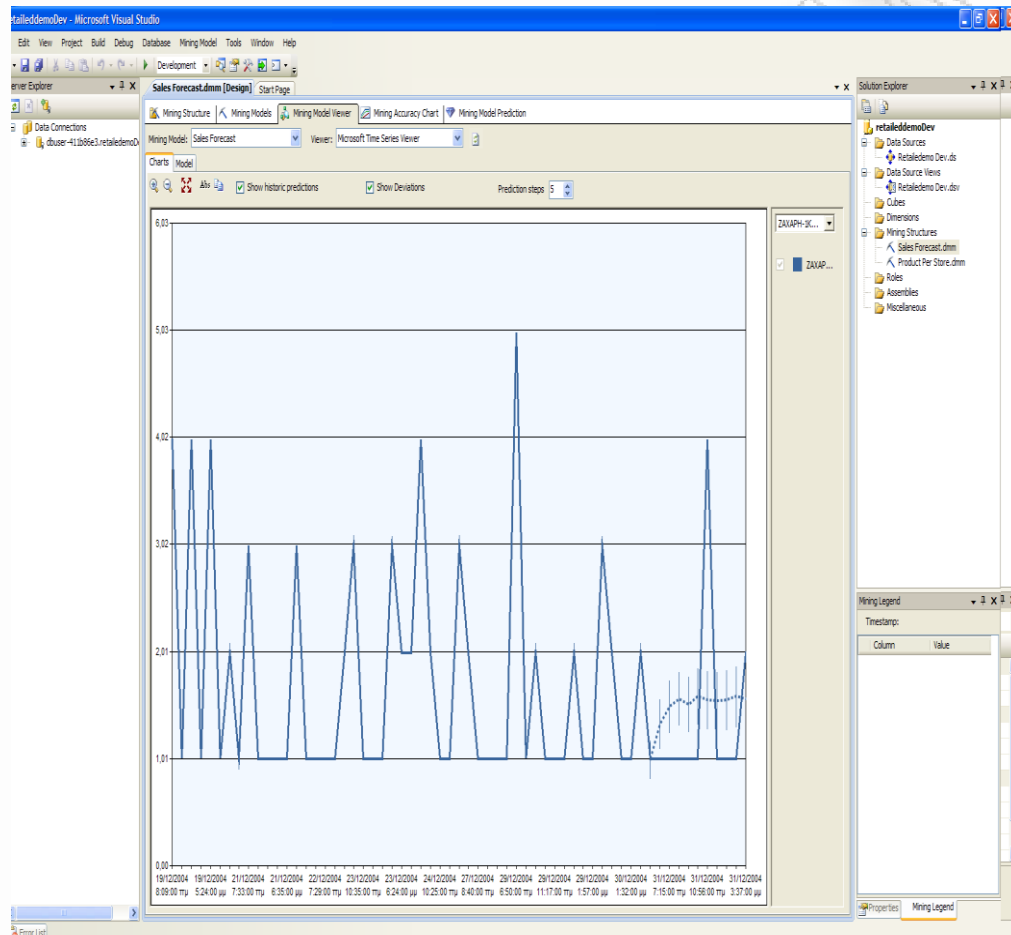 etaileddemoDev - Microsoft Visual Studio
Edit View Project Build Debug Database Mining Model Tools Window Help
Development
erver Explorer
Data Connections
dbuser-411b86e3.retailedemoD
Sales Forecast.dmm [Design] Start Page
Mining Structure Mining Models Mining Model Viewer Mining Accuracy Chart Mining Model Prediction
Mining Model: Sales Forecast Viewer: Microsoft Time Series Viewer
Charts Model
Abs Show historic predictions Show Deviations Prediction steps 5
6,03
5,03
4,02
3,02
2,01
1,01
0,00
19/12/2004 19/12/2004 21/12/2004 21/12/2004 22/12/2004 23/12/2004 23/12/2004 24/12/2004 27/12/2004 29/12/2004 29/12/2004 29/12/2004 30/12/2004 31/12/2004 31/12/2004 31/12/2004
8:09:00 πμ 5:24:00 μμ 7:33:00 πμ 6:35:00 μμ 7:29:00 πμ 10:35:00 πμ 6:24:00 μμ 10:25:00 πμ 8:40:00 πμ 6:50:00 πμ 11:17:00 πμ 1:57:00 μμ 1:32:00 μμ 7:15:00 πμ 10:56:00 πμ 3:37:00 μμ
ZAXAPH-1K...
ZAXAP...
Solution Explorer
retaileddemoDev
Data Sources
Retailedemo Dev.ds
Data Source Views
Retailedemo Dev.dsv
Cubes
Dimensions
Mining Structures
Sales Forecast.dmm
Product Per Store.dmm
Roles
Assemblies
Miscellaneous
Mining Legend
Timestamp:
Column Value
Properties Mining Legend
Error List